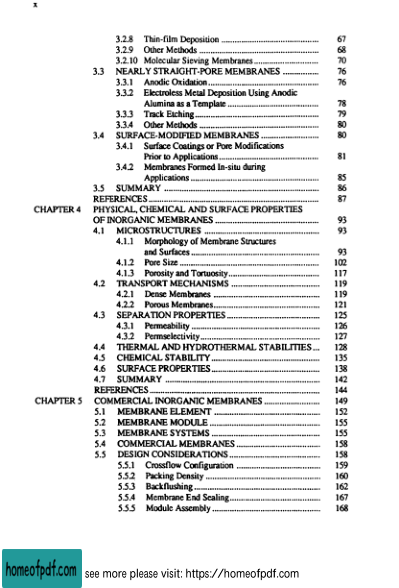 x
3.2.8 Thin-film Deposition 67
3.2.9 Other Methods 68
3.2.10 Molecular Sieving Membranes 70
3.3 NEARLY STRAIGHT-PORE MEMBRANES 76
3.3.1 Anodic Oxidation 76
3.3.2 Electroless Metal Deposition Using Anodic
Alumina as a Template 78
3.3.3 Track Etching 79
3.3.4 Other Methods 80
3.4 SURFACE-MODIFIED MEMBRANES 80
3.4.1 Surface Coatings or Pore Modifications
Prior to Applications 81
3.4.2 Membranes Formed In-situ during
Applications 85
3.5 SUMMARY 86
REFERENCES 87
CHAPTER 4 PHYSICAL, CHEMICAL AND SURFACE PROPERTIES
OF INORGANIC MEMBRANES 93
4.1 MICROSTRUCTURES 93
4.1.1 Morphology of Membrane Structures
and Surfaces 93
4.1.2 Pore Size 102
4.1.3 Porosity and Tortuosity 117
4.2 TRANSPORT MECHANISMS 119
4.2.1 Dense Membranes 119
4.2.2 Porous Membranes 121
4.3 SEPARATION PROPERTIES 125
4.3.1 Permeability 126
4.3.2 Permselectivity 127
4.4 THERMAL AND HYDROTHERMAL STABILITIES 128
4.5 CHEMICAL STABILITY 135
4.6 SURFACE PROPERTIES 138
4.7 SUMMARY 142
REFERENCES 144
CHAPTER 5 COMMERCIAL INORGANIC MEMBRANES 149
5.1 MEMBRANE ELEMENT 152
5.2 MEMBRANE MODULE 155
5.3 MEMBRANE SYSTEMS 155
5.4 COMMERCIAL MEMBRANES 158
5.5 DESIGN CONSIDERATIONS 158
5.5.1 Crossflow Configuration 159
5.5.2 Packing Density 160
5.5.3 Backflushing 162
5.5.4 Membrane End Sealing 167
5.5.5 Module Assembly 168
homeofpdf.com see more please visit: https://homeofpdf.com